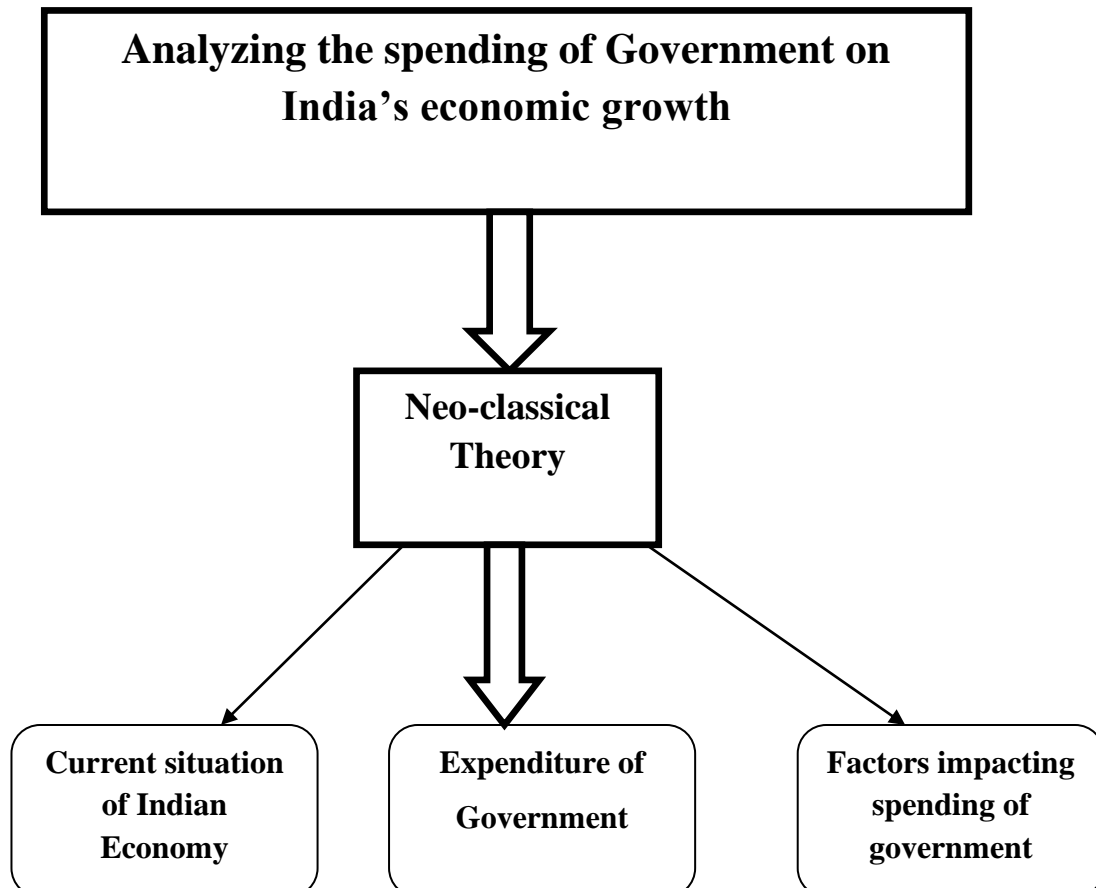 Analyzing the spending of Government on
India’s economic growth
Neo-classical
Theory
Current situation
of Indian
Economy
Expenditure of
Government
Factors impacting
spending of
government